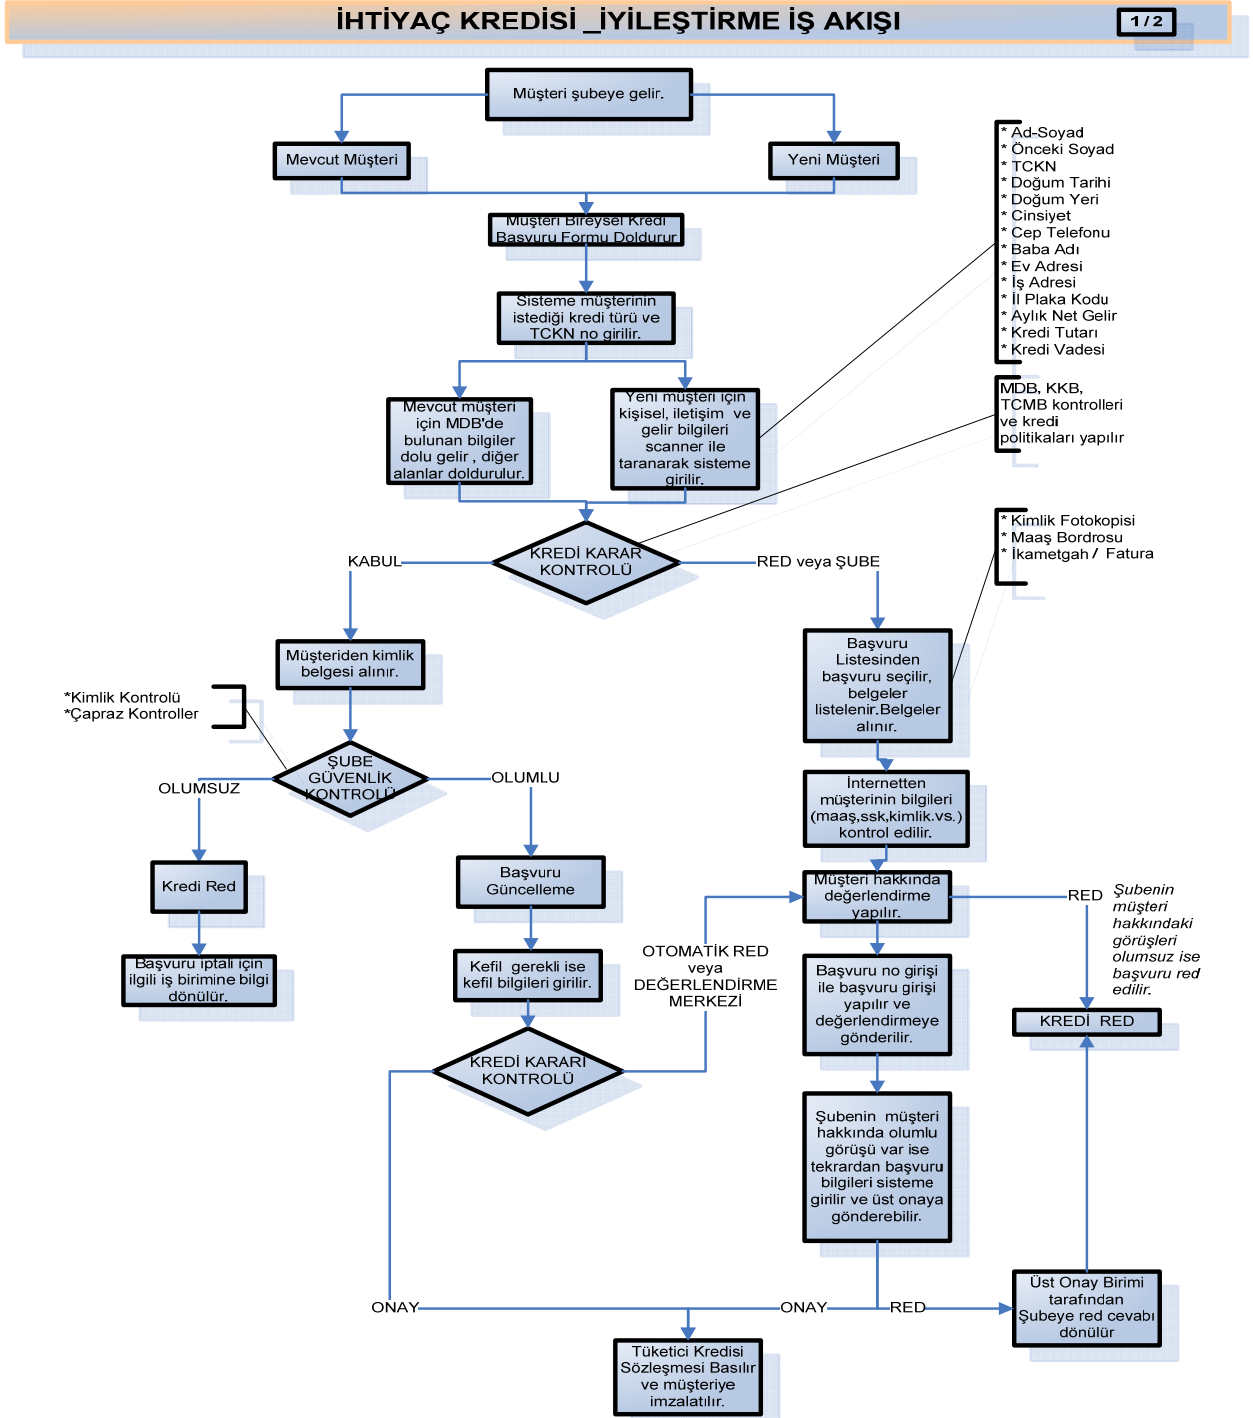 İHTİYAÇ KREDİSİ _İYİLEŞTİRME İŞ AKIŞI
1 / 2
Müşteri şubeye gelir.
Mevcut Müşteri
Yeni Müşteri
Müşteri Bireysel Kredi
Başvuru Formu Doldurur
Sisteme müşterinin
istediği kredi türü ve
TCKN no girilir.
Mevcut müşteri
için MDB'de
bulunan bilgiler
dolu gelir , diğer
alanlar doldurulur.
Yeni müşteri için
kişisel, iletişim ve
gelir bilgileri
scanner ile
taranarak sisteme
girilir.
* Ad-Soyad
* Önceki Soyad
* TCKN
* Doğum Tarihi
* Doğum Yeri
* Cinsiyet
* Cep Telefonu
* Baba Adı
* Ev Adresi
* İş Adresi
* İl Plaka Kodu
* Aylık Net Gelir
* Kredi Tutarı
* Kredi Vadesi
MDB, KKB,
TCMB kontrolleri
ve kredi
politikaları yapılır
KREDİ KARAR
KONTROLÜ
KABUL
RED veya ŞUBE
* Kimlik Fotokopisi
* Maaş Bordrosu
* İkametgah / Fatura
Müşteriden kimlik
belgesi alınır.
*Kimlik Kontrolü
*Çapraz Kontroller
ŞUBE
GÜVENLİK
KONTROLÜ
OLUMSUZ
OLUMLU
Kredi Red
Başvuru iptali için
ilgili iş birimine bilgi
dönülür.
Başvuru
Güncelleme
Kefil gerekli ise
kefil bilgileri girilir.
KREDİ KARARI
KONTROLÜ
OTOMATİK RED
veya
DEĞERLENDİRME
MERKEZİ
Başvuru
Listesinden
başvuru seçilir,
belgeler
listelenir.Belgeler
alınır.
İnternetten
müşterinin bilgileri
(maaş,ssk,kimlik.vs.)
kontrol edilir.
Müşteri hakkında
değerlendirme
yapılır.
RED
Şubenin
müşteri
hakkındaki
görüşleri
olumsuz ise
başvuru red
edilir.
KREDİ RED
Başvuru no girişi
ile başvuru girişi
yapılır ve
değerlendirmeye
gönderilir.
Şubenin müşteri
hakkında olumlu
görüşü var ise
tekrardan başvuru
bilgileri sisteme
girilir ve üst onaya
gönderebilir.
ONAY
ONAY
RED
Üst Onay Birimi
tarafından
Şubeye red cevabı
dönülür
Tüketici Kredisi
Sözleşmesi Basılır
ve müşteriye
imzalatılır.